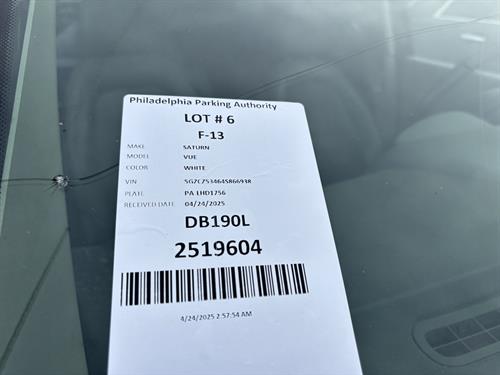 Philadelphia Parking Authority
LOT # 6
F-13
MAKE SATURN
MODEL VUE
COLOR WHITE
VIN 5GZCZ53464S866938
PLATE PA LHD1756
RECEIVED DATE 04/24/2025
DB190L
2519604
4/24/2025 2:57:54 AM